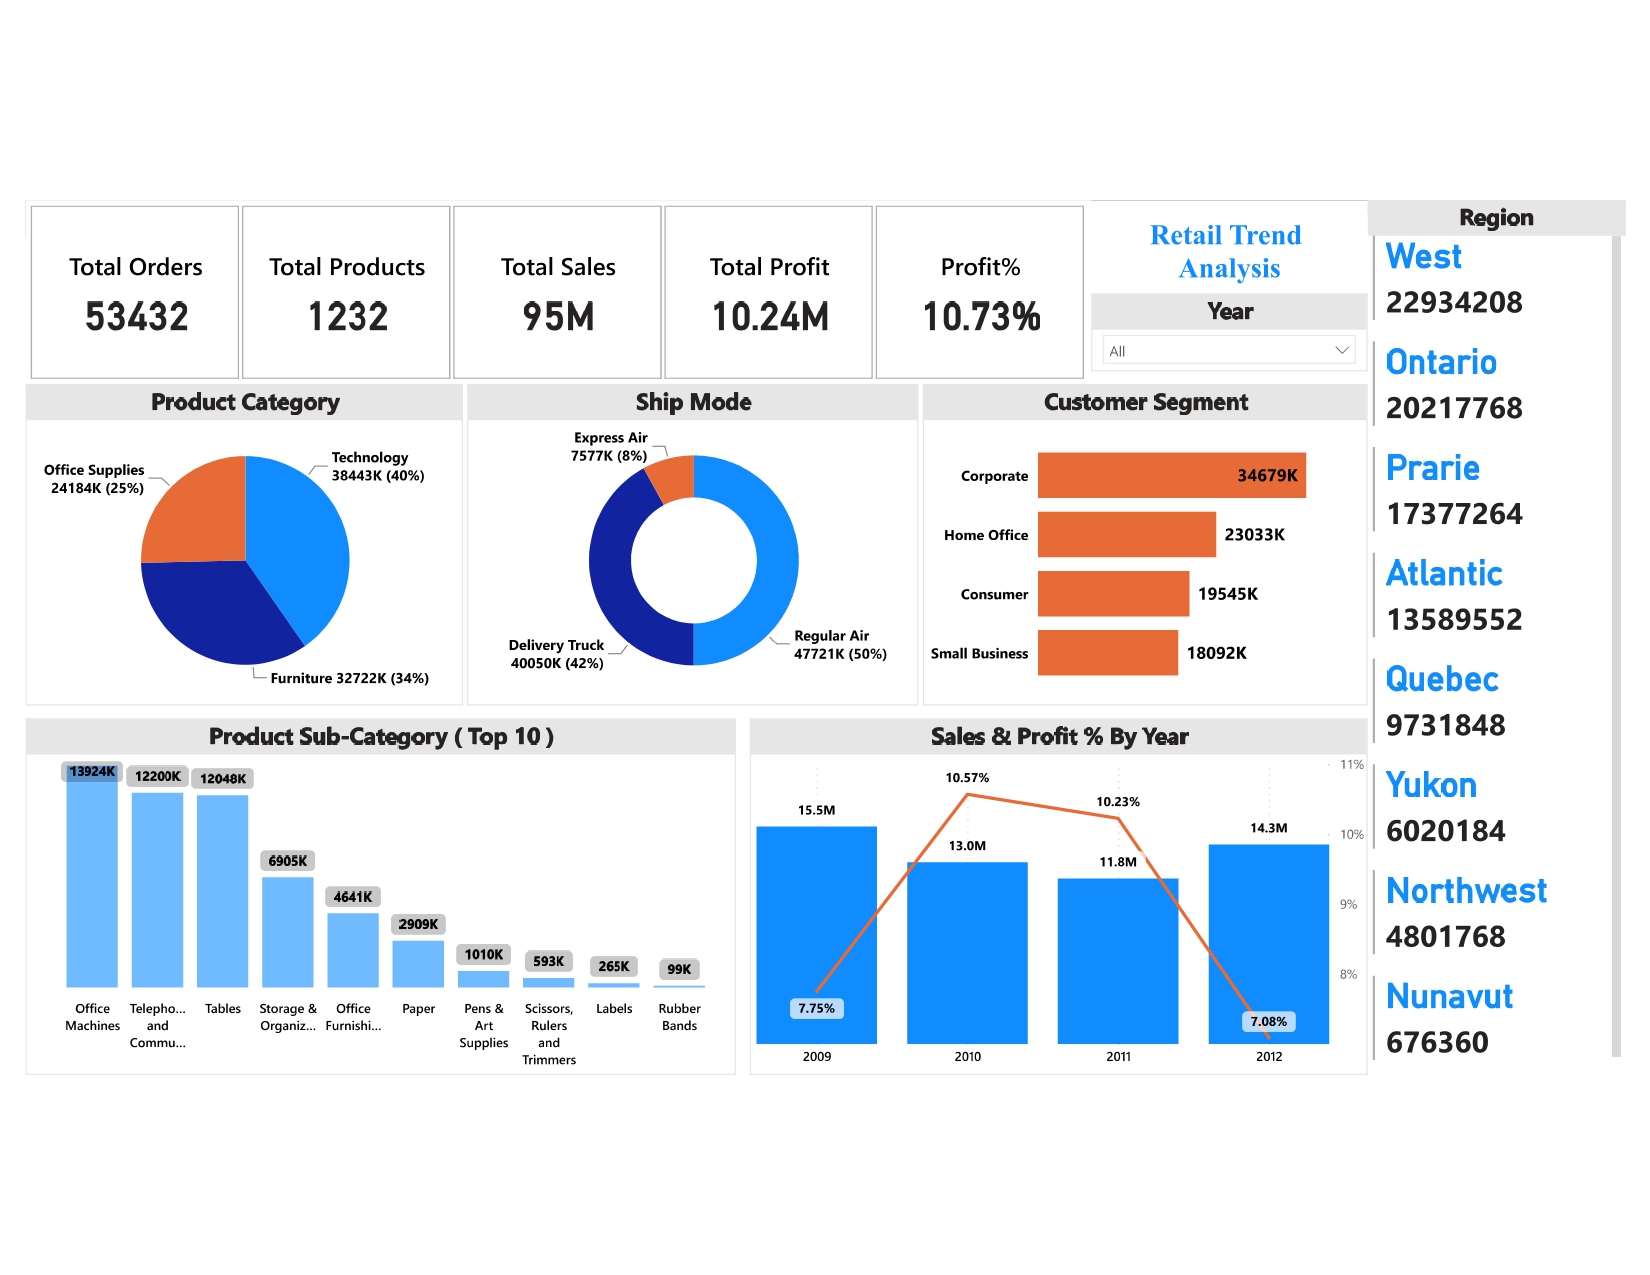 Total Orders
53432
Total Products
1232
Total Sales
95M
Total Profit
10.24M
Profit%
10.73%
Retail Trend
Analysis
Year
All
Product Category
Office Supplies
24184K (25%)
Technology
38443K (40%)
Furniture 32722K (34%)
Ship Mode
Express Air
7577K (8%)
Delivery Truck
40050K (42%)
Regular Air
47721K (50%)
Customer Segment
Corporate
34679K
Home Office
23033K
Consumer
19545K
Small Business
18092K
Product Sub-Category ( Top 10 )
13924K
12200K
12048K
6905K
4641K
2909K
1010K
593K
265K
99K
Office
Machines
Telepho...
and
Commu...
Tables
Storage &
Organiz...
Office
Furnishi...
Paper
Pens &
Art
Supplies
Scissors,
Rulers
and
Trimmers
Labels
Rubber
Bands
Sales & Profit % By Year
15.5M
13.0M
11.8M
14.3M
7.75%
10.57%
10.23%
7.08%
11%
10%
9%
8%
2009
2010
2011
2012
Region
West
22934208
Ontario
20217768
Prarie
17377264
Atlantic
13589552
Quebec
9731848
Yukon
6020184
Northwest
4801768
Nunavut
676360